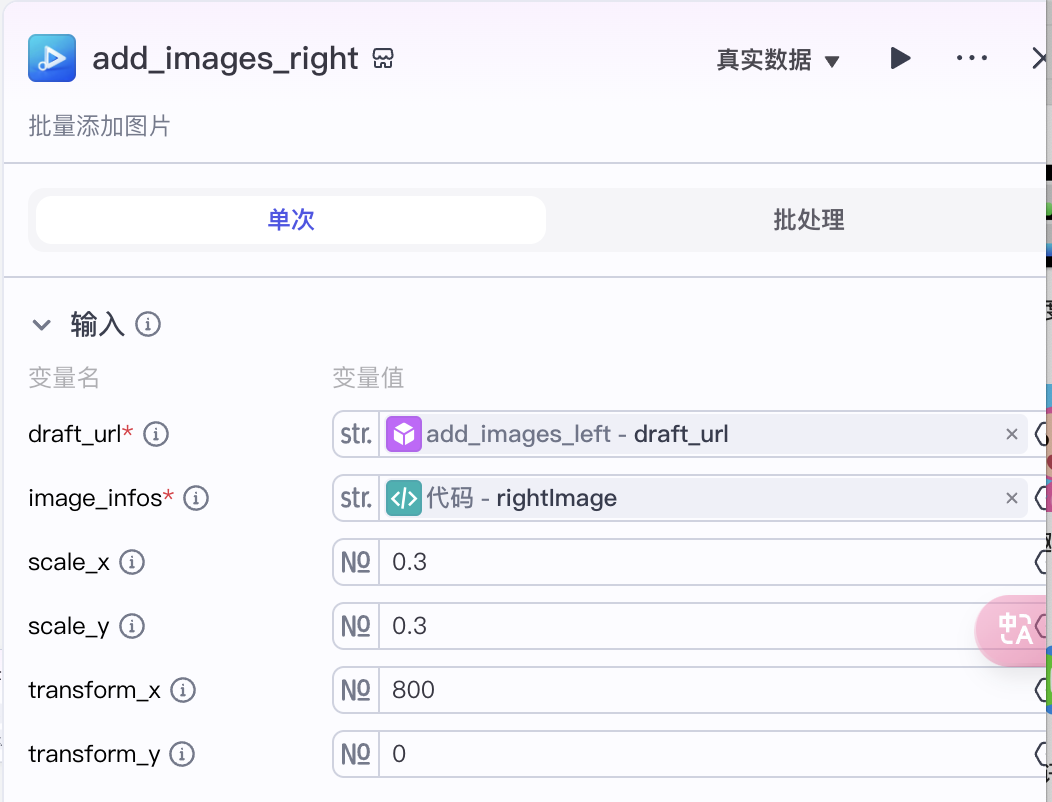 add_images_right
真实数据
批量添加图片
单次 批处理
输入
变量名 变量值
draft_url* str. add_images_left - draft_url
image_infos* str. 代码 - rightImage
scale_x № 0.3
scale_y № 0.3
transform_x № 800
transform_y № 0
中A